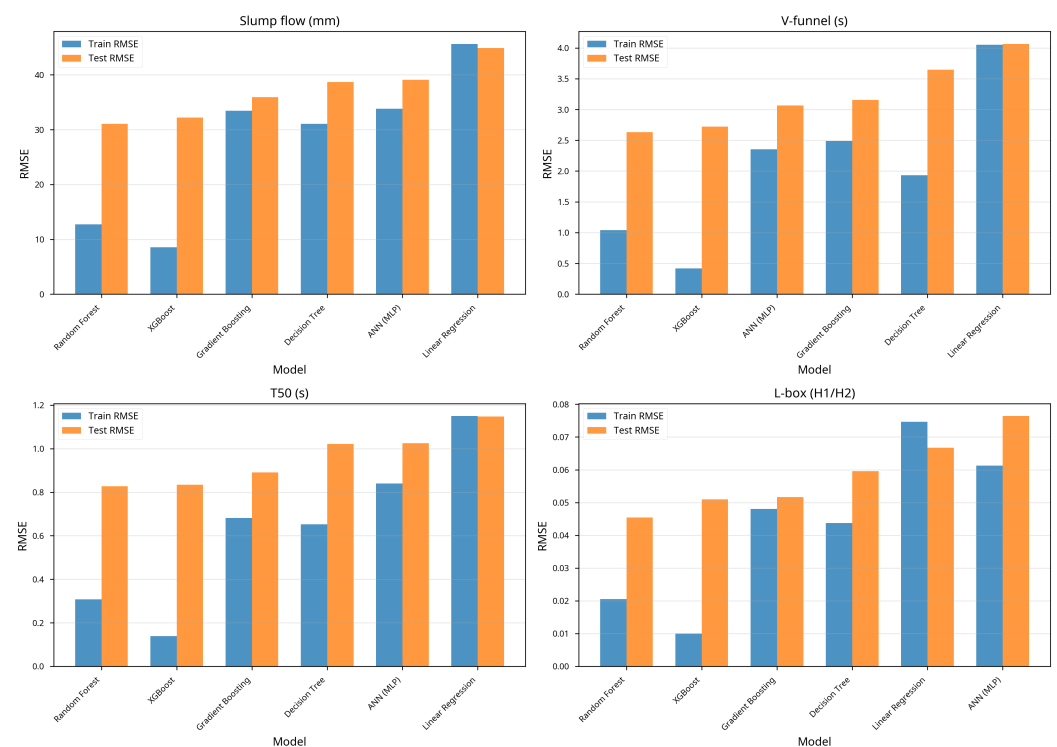 Slump flow (mm)
Train RMSE
Test RMSE
RMSE
40
30
20
10
0
Random Forest
XGBoost
Gradient Boosting
Decision Tree
ANN (MLP)
Linear Regression
Model
V-funnel (s)
Train RMSE
Test RMSE
RMSE
4.0
3.5
3.0
2.5
2.0
1.5
1.0
0.5
0.0
Random Forest
XGBoost
ANN (MLP)
Gradient Boosting
Decision Tree
Linear Regression
Model
T50 (s)
Train RMSE
Test RMSE
RMSE
1.2
1.0
0.8
0.6
0.4
0.2
0.0
Random Forest
XGBoost
Gradient Boosting
Decision Tree
ANN (MLP)
Linear Regression
Model
L-box (H1/H2)
Train RMSE
Test RMSE
RMSE
0.08
0.07
0.06
0.05
0.04
0.03
0.02
0.01
0.00
Random Forest
XGBoost
Gradient Boosting
Decision Tree
Linear Regression
ANN (MLP)
Model